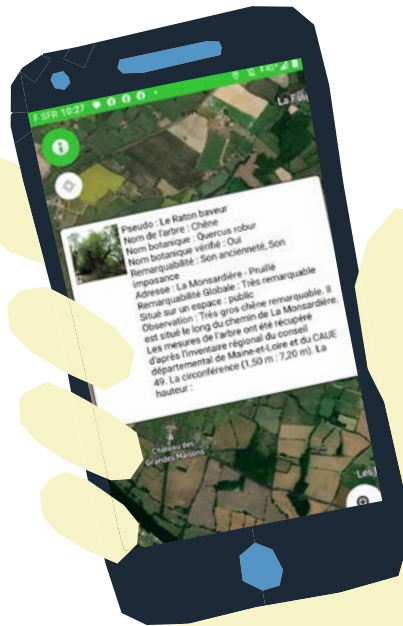 F SFR 10:27
La
Pseudo : Le Raton baveur
Nom de l'arbre : Chêne
Nom botanique : Quercus robur
Nom botanique vérifié : Oui
Remarquabilité : Son ancienneté, Son
imposance
Adresse : La Monsardière - Pruillé
Remarquabilité Globale : Très remarquable
Situé sur un espace : public
Observation : Très gros chêne remarquable. Il
est situé le long du chemin de La Monsardière.
Les mesures de l'arbre ont été récupéré
d'après l'inventaire régional du conseil
départemental de Maine-et-Loire et du CAUE
49. La circonférence (1,50 m : 7,20 m). La
hauteur :
Château des
Grandes Maisons
Les